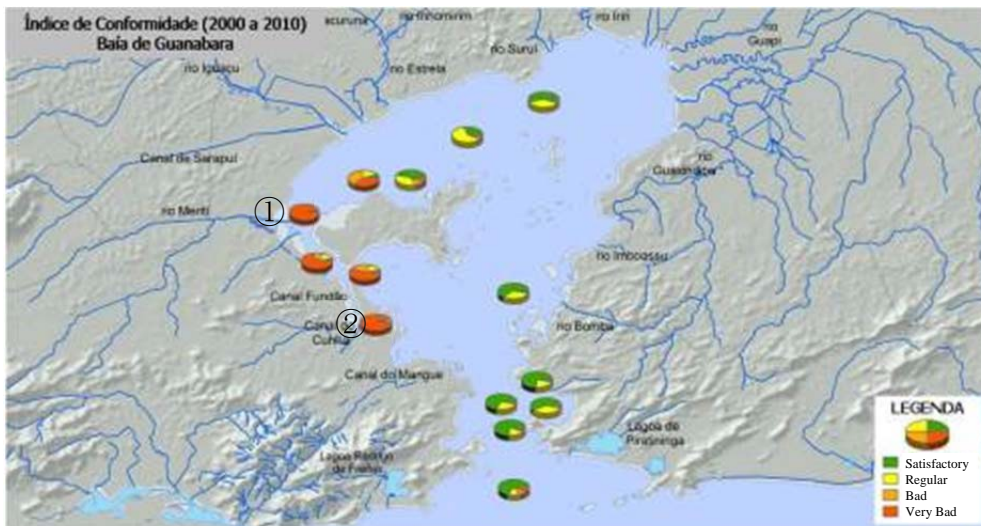 Índice de Conformidade (2000 a 2010)
Baía de Guanabara
rio Iriri
rio Suruí
rio Guapi
rio Iguaçu
rio Estrela
Canal de Sarapuí
rio
①
rio Meriti
rio Imboassu
Canal Fundão
②
Canal do
Cunha
rio Bomba
Canal do Mangue
Lagoa de
Piratininga
Lagoa Rodrigo
de Freitas
LEGENDA
Satisfactory
Regular
Bad
Very Bad